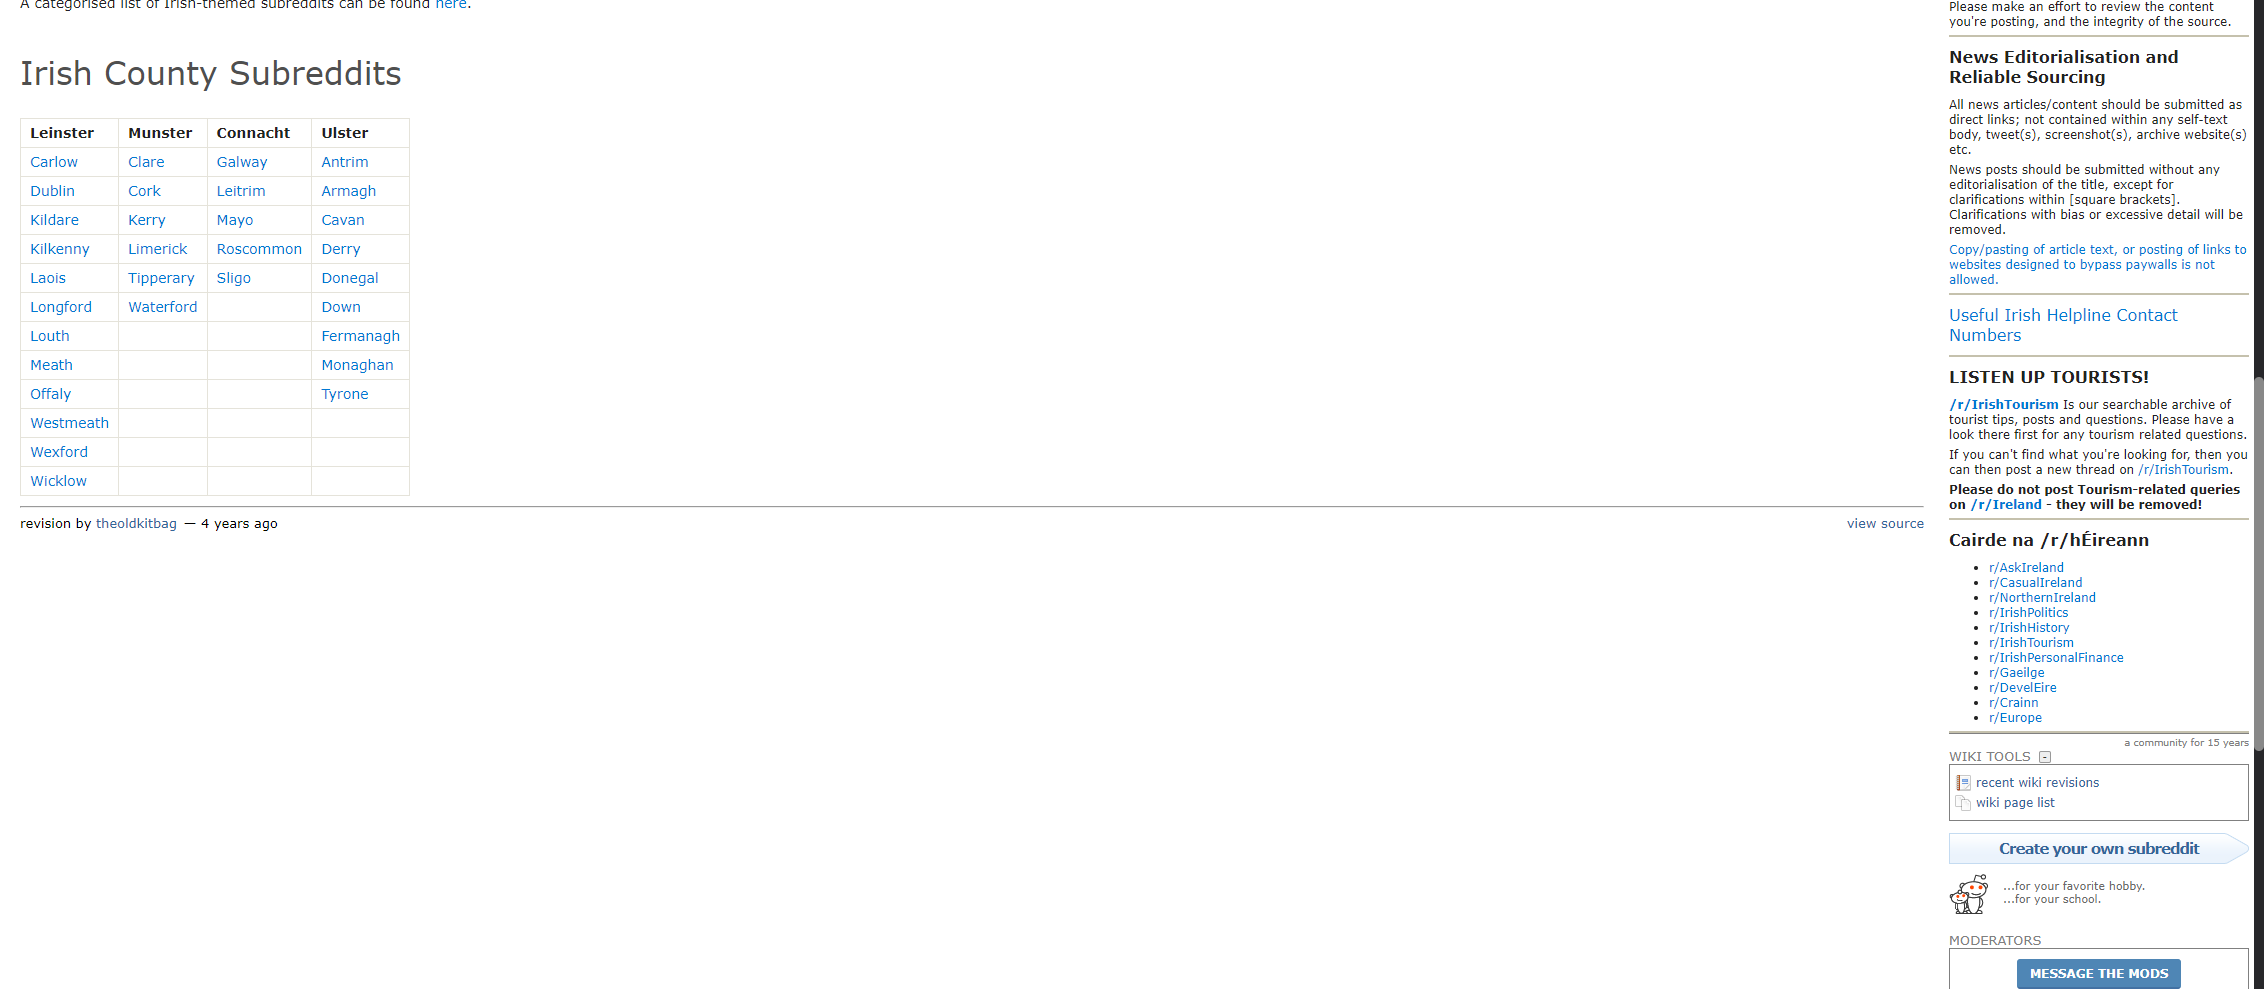 A categorised list of Irish-themed subreddits can be found here.
Irish County Subreddits
Leinster Munster Connacht Ulster
Carlow Clare Galway Antrim
Dublin Cork Leitrim Armagh
Kildare Kerry Mayo Cavan
Kilkenny Limerick Roscommon Derry
Laois Tipperary Sligo Donegal
Longford Waterford Down
Louth Fermanagh
Meath Monaghan
Offaly Tyrone
Westmeath
Wexford
Wicklow
revision by theoldkitbag — 4 years ago
view source
Please make an effort to review the content
you're posting, and the integrity of the source.
News Editorialisation and
Reliable Sourcing
All news articles/content should be submitted as
direct links; not contained within any self-text
body, tweet(s), screenshot(s), archive website(s)
etc.
News posts should be submitted without any
editorialisation of the title, except for
clarifications within [square brackets].
Clarifications with bias or excessive detail will be
removed.
Copy/pasting of article text, or posting of links to
websites designed to bypass paywalls is not
allowed.
Useful Irish Helpline Contact
Numbers
LISTEN UP TOURISTS!
/r/IrishTourism Is our searchable archive of
tourist tips, posts and questions. Please have a
look there first for any tourism related questions.
If you can't find what you're looking for, then you
can then post a new thread on /r/IrishTourism.
Please do not post Tourism-related queries
on /r/Ireland - they will be removed!
Cairde na /r/hÉireann
r/AskIreland
r/CasualIreland
r/NorthernIreland
r/IrishPolitics
r/IrishHistory
r/IrishTourism
r/IrishPersonalFinance
r/Gaeilge
r/DevelEire
r/Crainn
r/Europe
a community for 15 years
WIKI TOOLS -
recent wiki revisions
wiki page list
Create your own subreddit
...for your favorite hobby.
...for your school.
MODERATORS
MESSAGE THE MODS